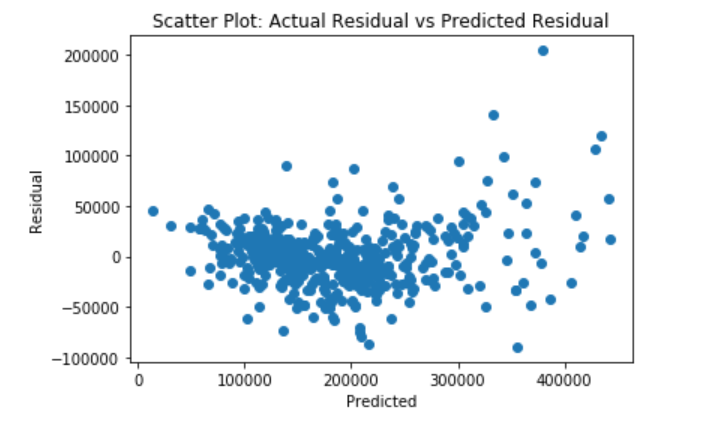 Scatter Plot: Actual Residual vs Predicted Residual
200000
150000
100000
50000
0
−50000
−100000
Residual
0 100000 200000 300000 400000
Predicted